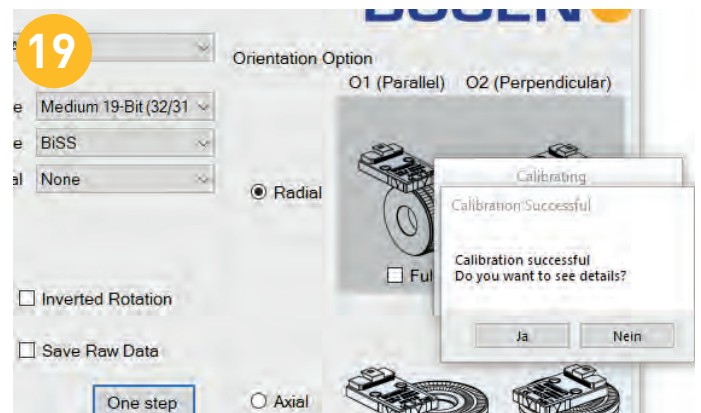 19
Orientation Option
O1 (Parallel) O2 (Perpendicular)
Medium 19-Bit (32/31
BiSS
None
Radial
Calibrating
Calibration Successful
Calibration successful
Do you want to see details?
Ful
Ja Nein
Inverted Rotation
Save Raw Data
One step
Axial